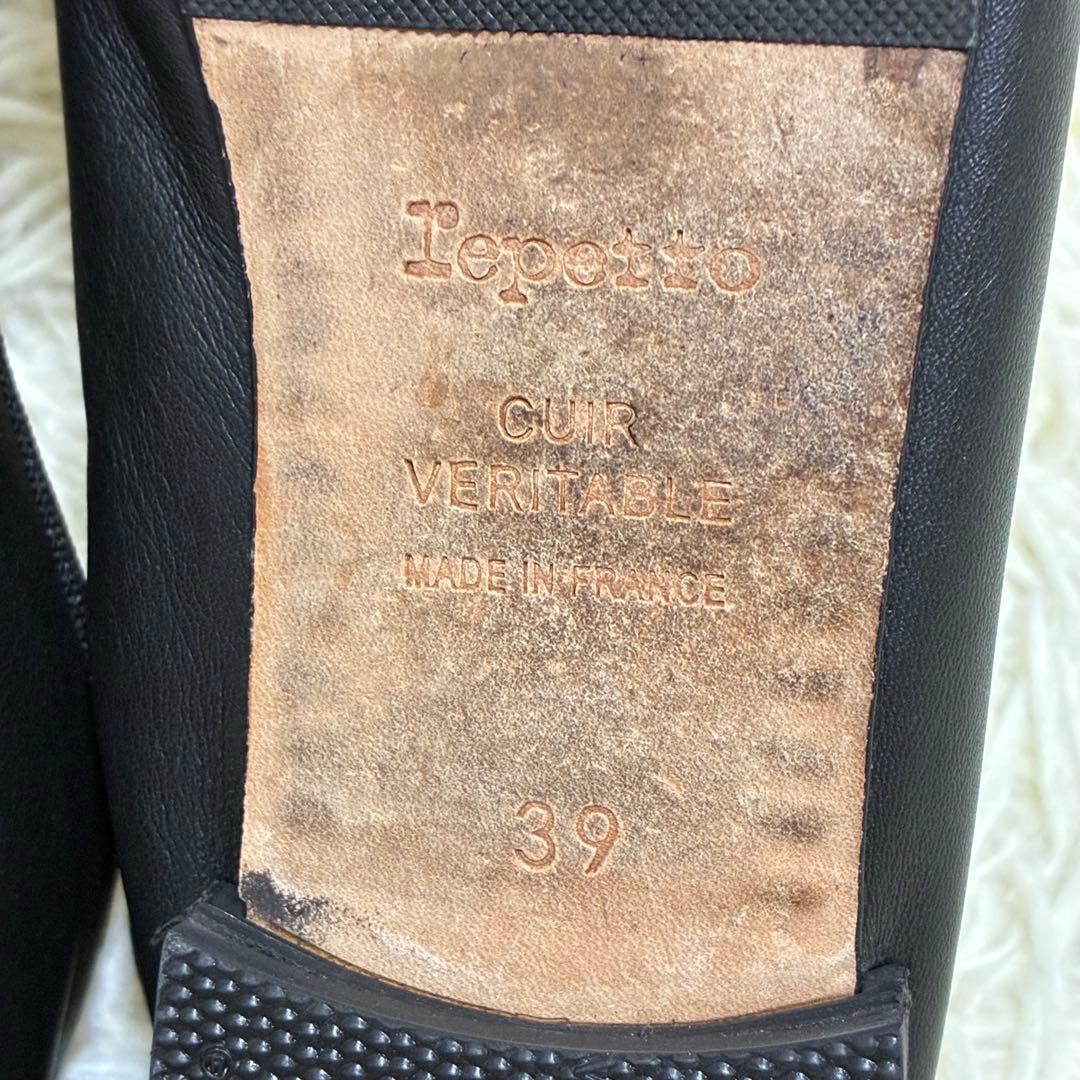 repetto
CUIR
VERITABLE
MADE IN FRANCE
39